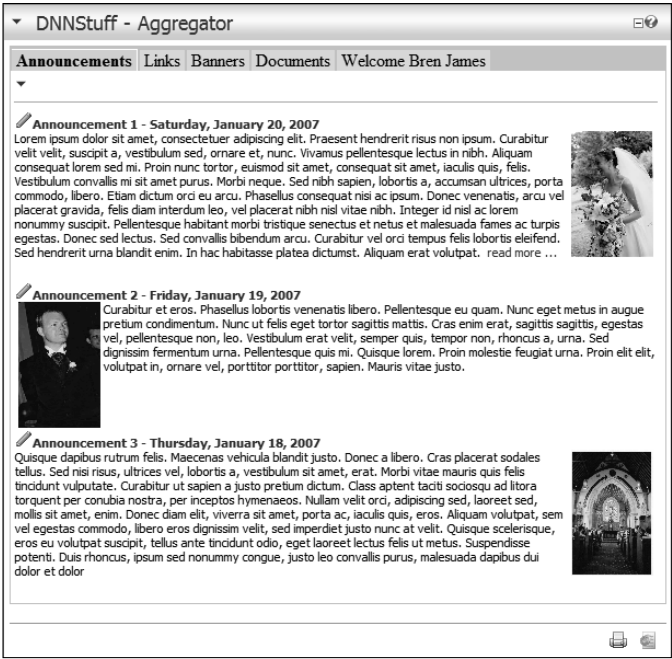 DNNStuff - Aggregator
Announcements Links Banners Documents Welcome Bren James
Announcement 1 - Saturday, January 20, 2007
Lorem ipsum dolor sit amet, consectetuer adipiscing elit. Praesent hendrerit risus non ipsum. Curabitur
velit velit, suscipit a, vestibulum sed, ornare et, nunc. Vivamus pellentesque lectus in nibh. Aliquam
consequat lorem sed mi. Proin nunc tortor, euismod sit amet, consequat sit amet, iaculis quis, felis.
Vestibulum convallis mi sit amet purus. Morbi neque. Sed nibh sapien, lobortis a, accumsan ultrices, porta
commodo, libero. Etiam dictum orci eu arcu. Phasellus consequat nisi ac ipsum. Donec venenatis, arcu vel
placerat gravida, felis diam interdum leo, vel placerat nibh nisl vitae nibh. Integer id nisl ac lorem
nonummy suscipit. Pellentesque habitant morbi tristique senectus et netus et malesuada fames ac turpis
egestas. Donec sed lectus. Sed convallis bibendum arcu. Curabitur vel orci tempus felis lobortis eleifend.
Sed hendrerit urna blandit enim. In hac habitasse platea dictumst. Aliquam erat volutpat. read more ...
Announcement 2 - Friday, January 19, 2007
Curabitur et eros. Phasellus lobortis venenatis libero. Pellentesque eu quam. Nunc eget metus in augue
pretium condimentum. Nunc ut felis eget tortor sagittis mattis. Cras enim erat, sagittis sagittis, egestas
vel, pellentesque non, leo. Vestibulum erat velit, semper quis, tempor non, rhoncus a, urna. Sed
dignissim fermentum urna. Pellentesque quis mi. Quisque lorem. Proin molestie feugiat urna. Proin elit elit,
volutpat in, ornare vel, porttitor porttitor, sapien. Mauris vitae justo.
Announcement 3 - Thursday, January 18, 2007
Quisque dapibus rutrum felis. Maecenas vehicula blandit justo. Donec a libero. Cras placerat sodales
tellus. Sed nisi risus, ultrices vel, lobortis a, vestibulum sit amet, erat. Morbi vitae mauris quis felis
tincidunt vulputate. Curabitur ut sapien a justo pretium dictum. Class aptent taciti sociosqu ad litora
torquent per conubia nostra, per inceptos hymenaeos. Nullam velit orci, adipiscing sed, laoreet sed,
mollis sit amet, enim. Donec diam elit, viverra sit amet, porta ac, iaculis quis, eros. Aliquam volutpat, sem
vel egestas commodo, libero eros dignissim velit, sed imperdiet justo nunc at velit. Quisque scelerisque,
eros eu volutpat suscipit, tellus ante tincidunt odio, eget laoreet lectus felis ut metus. Suspendisse
potenti. Duis rhoncus, ipsum sed nonummy congue, justo leo convallis purus, malesuada dapibus dui
dolor et dolor